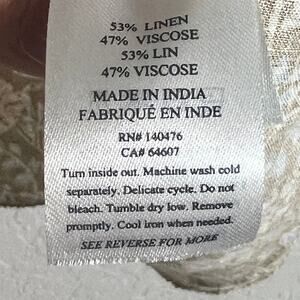 53% LINEN
47% VISCOSE
53% LIN
47% VISCOSE
MADE IN INDIA
FABRIQUÉ EN INDE
RN# 140476
CA# 64607
Turn inside out. Machine wash cold
separately. Delicate cycle. Do not
bleach. Tumble dry low. Remove
promptly. Cool iron when needed.
SEE REVERSE FOR MORE